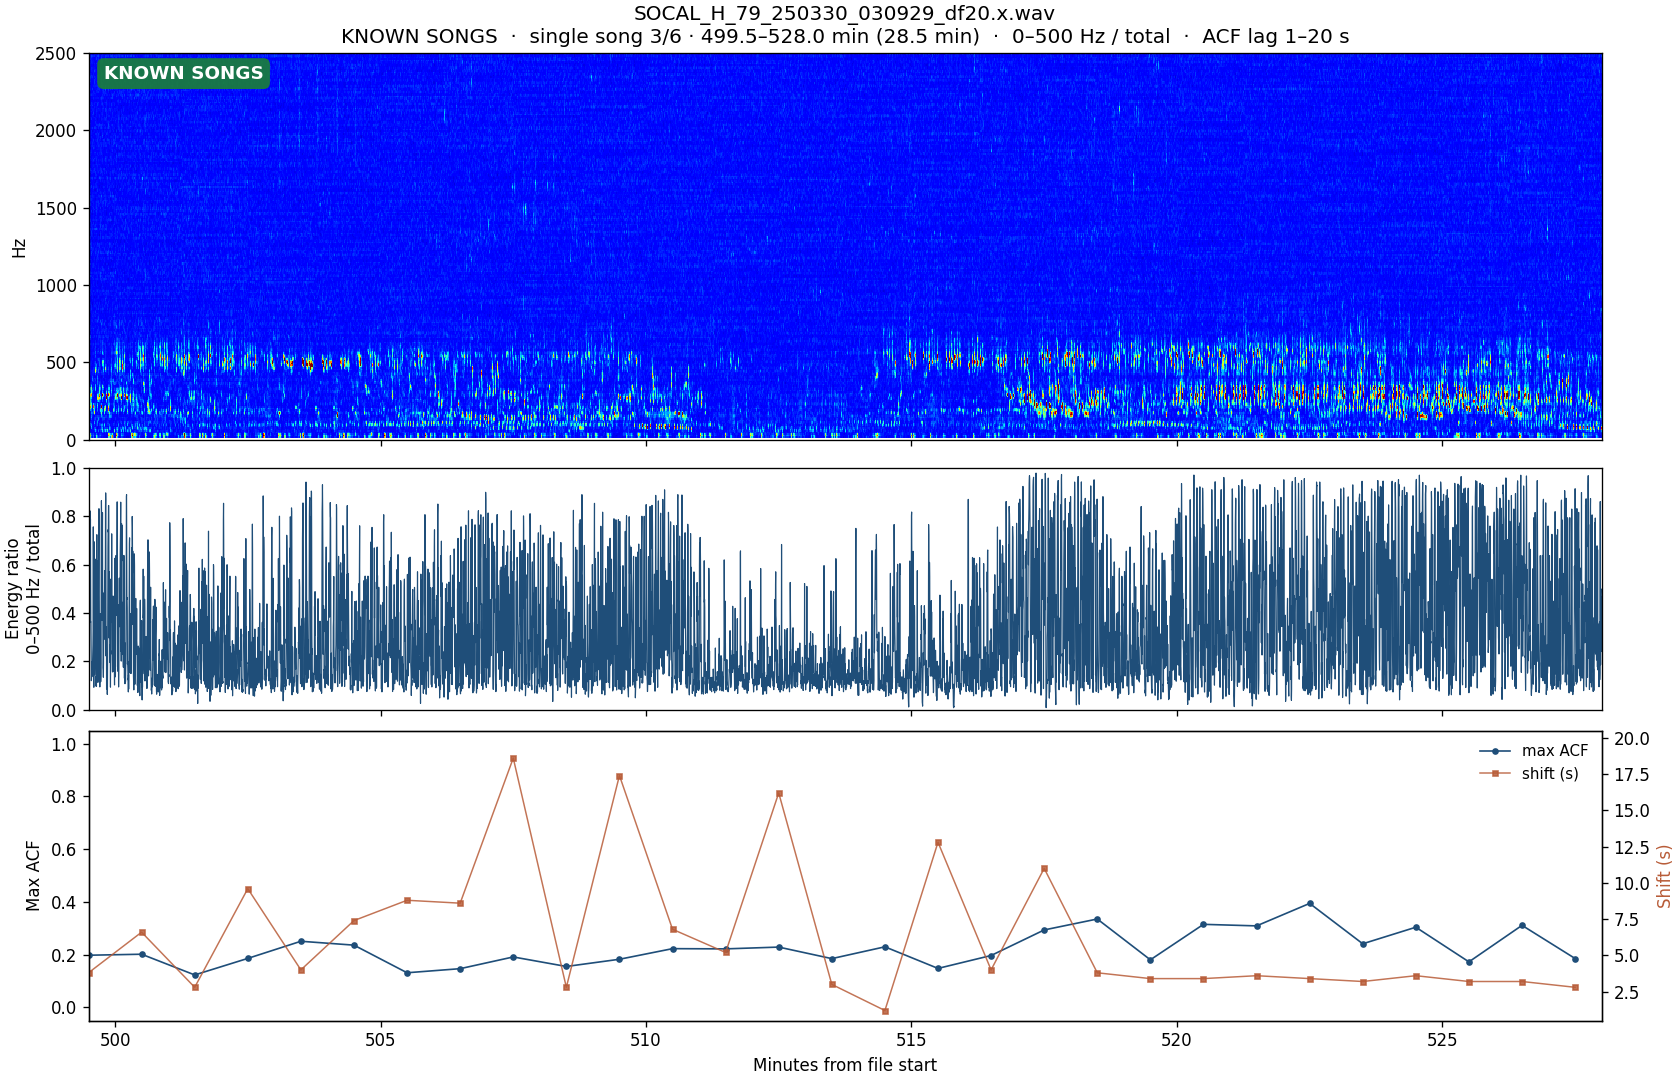 SOCAL_H_79_250330_030929_df20.x.wav
KNOWN SONGS · single song 3/6 · 499.5–528.0 min (28.5 min) · 0–500 Hz / total · ACF lag 1–20 s
KNOWN SONGS
2500
2000
1500
1000
500
0
Hz
1.0
0.8
0.6
0.4
0.2
0.0
Energy ratio
0–500 Hz / total
1.0
0.8
0.6
0.4
0.2
0.0
Max ACF
max ACF
shift (s)
20.0
17.5
15.0
12.5
10.0
7.5
5.0
2.5
Shift (s)
500
505
510
515
520
525
Minutes from file start